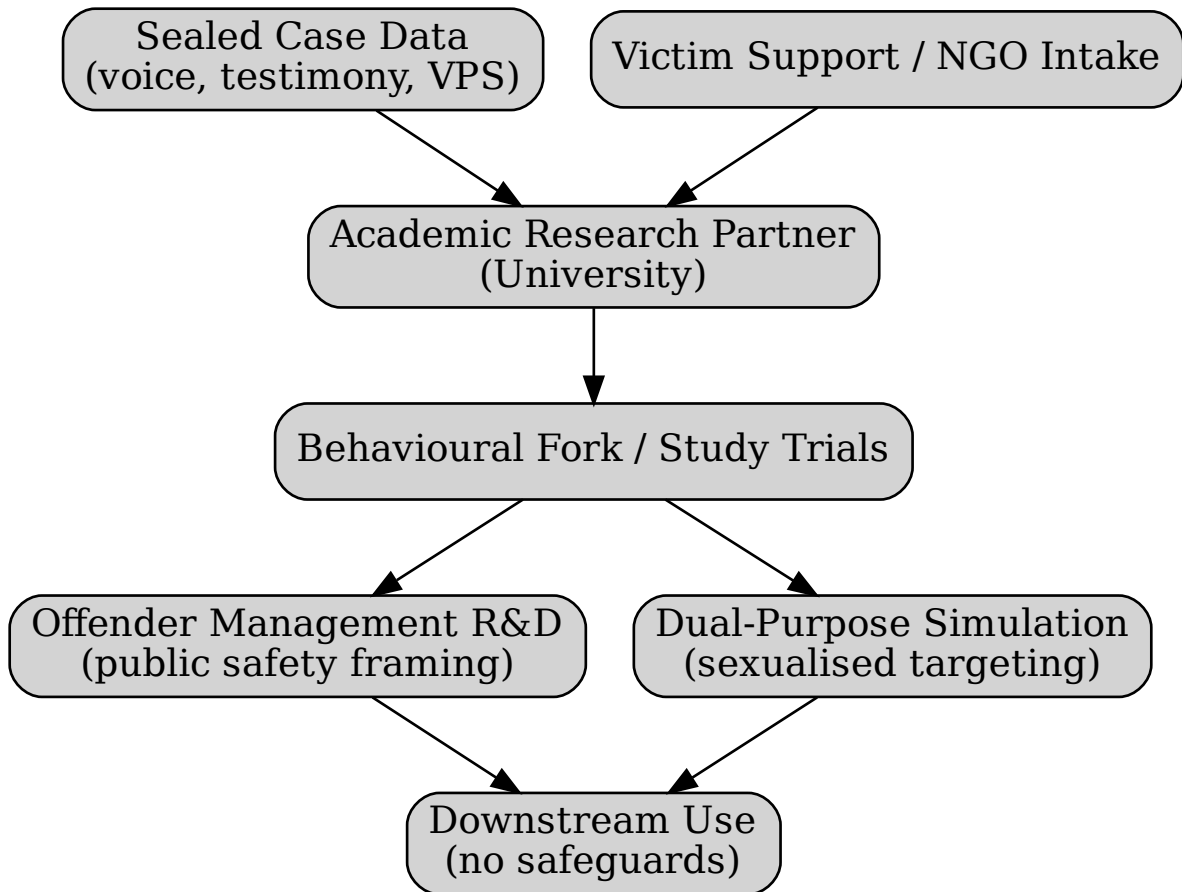 Sealed Case Data
(voice, testimony, VPS)
Victim Support / NGO Intake
Academic Research Partner
(University)
Behavioural Fork / Study Trials
Offender Management R&D
(public safety framing)
Dual-Purpose Simulation
(sexualised targeting)
Downstream Use
(no safeguards)